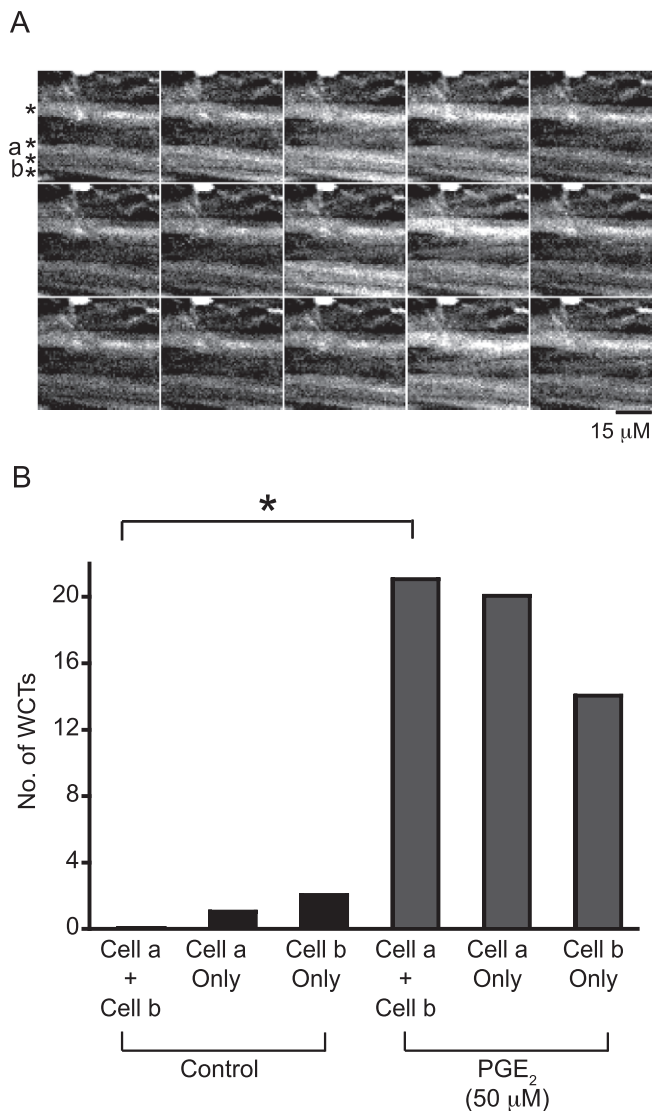 A
*
a *
*
b *
15 μM
B
*
No. of WCTs
20
16
12
8
4
0
Cell a + Cell b
Cell a Only
Cell b Only
Cell a + Cell b
Cell a Only
Cell b Only
Control
PGE₂ (50 μM)